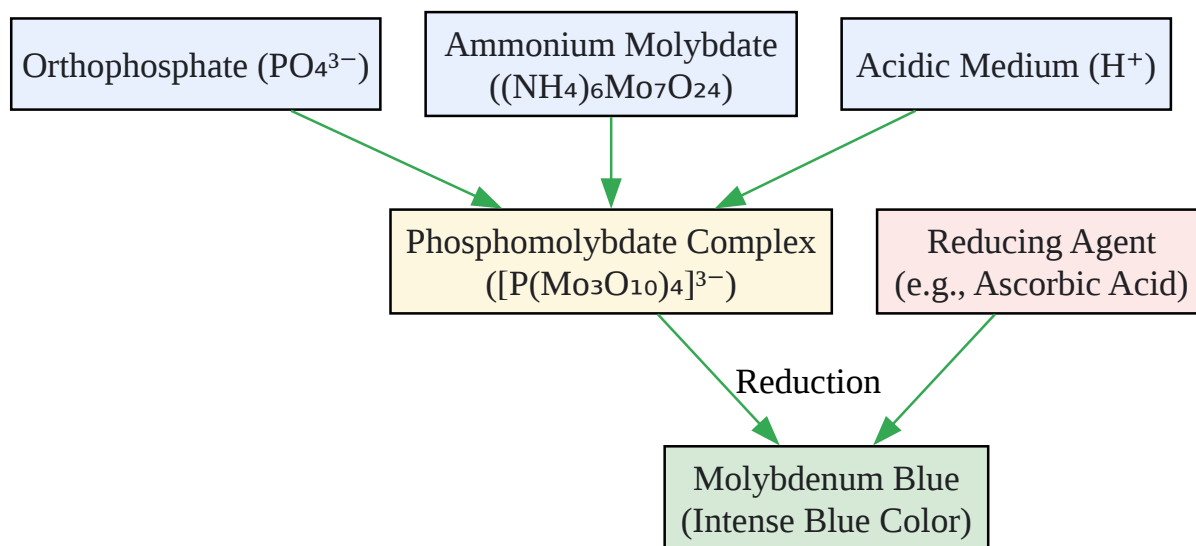 Orthophosphate (PO₄³⁻)
Ammonium Molybdate
((NH₄)₆Mo₇O₂₄)
Acidic Medium (H⁺)
Phosphomolybdate Complex
([P(Mo₃O₁₀)₄]³⁻)
Reducing Agent
(e.g., Ascorbic Acid)
Reduction
Molybdenum Blue
(Intense Blue Color)